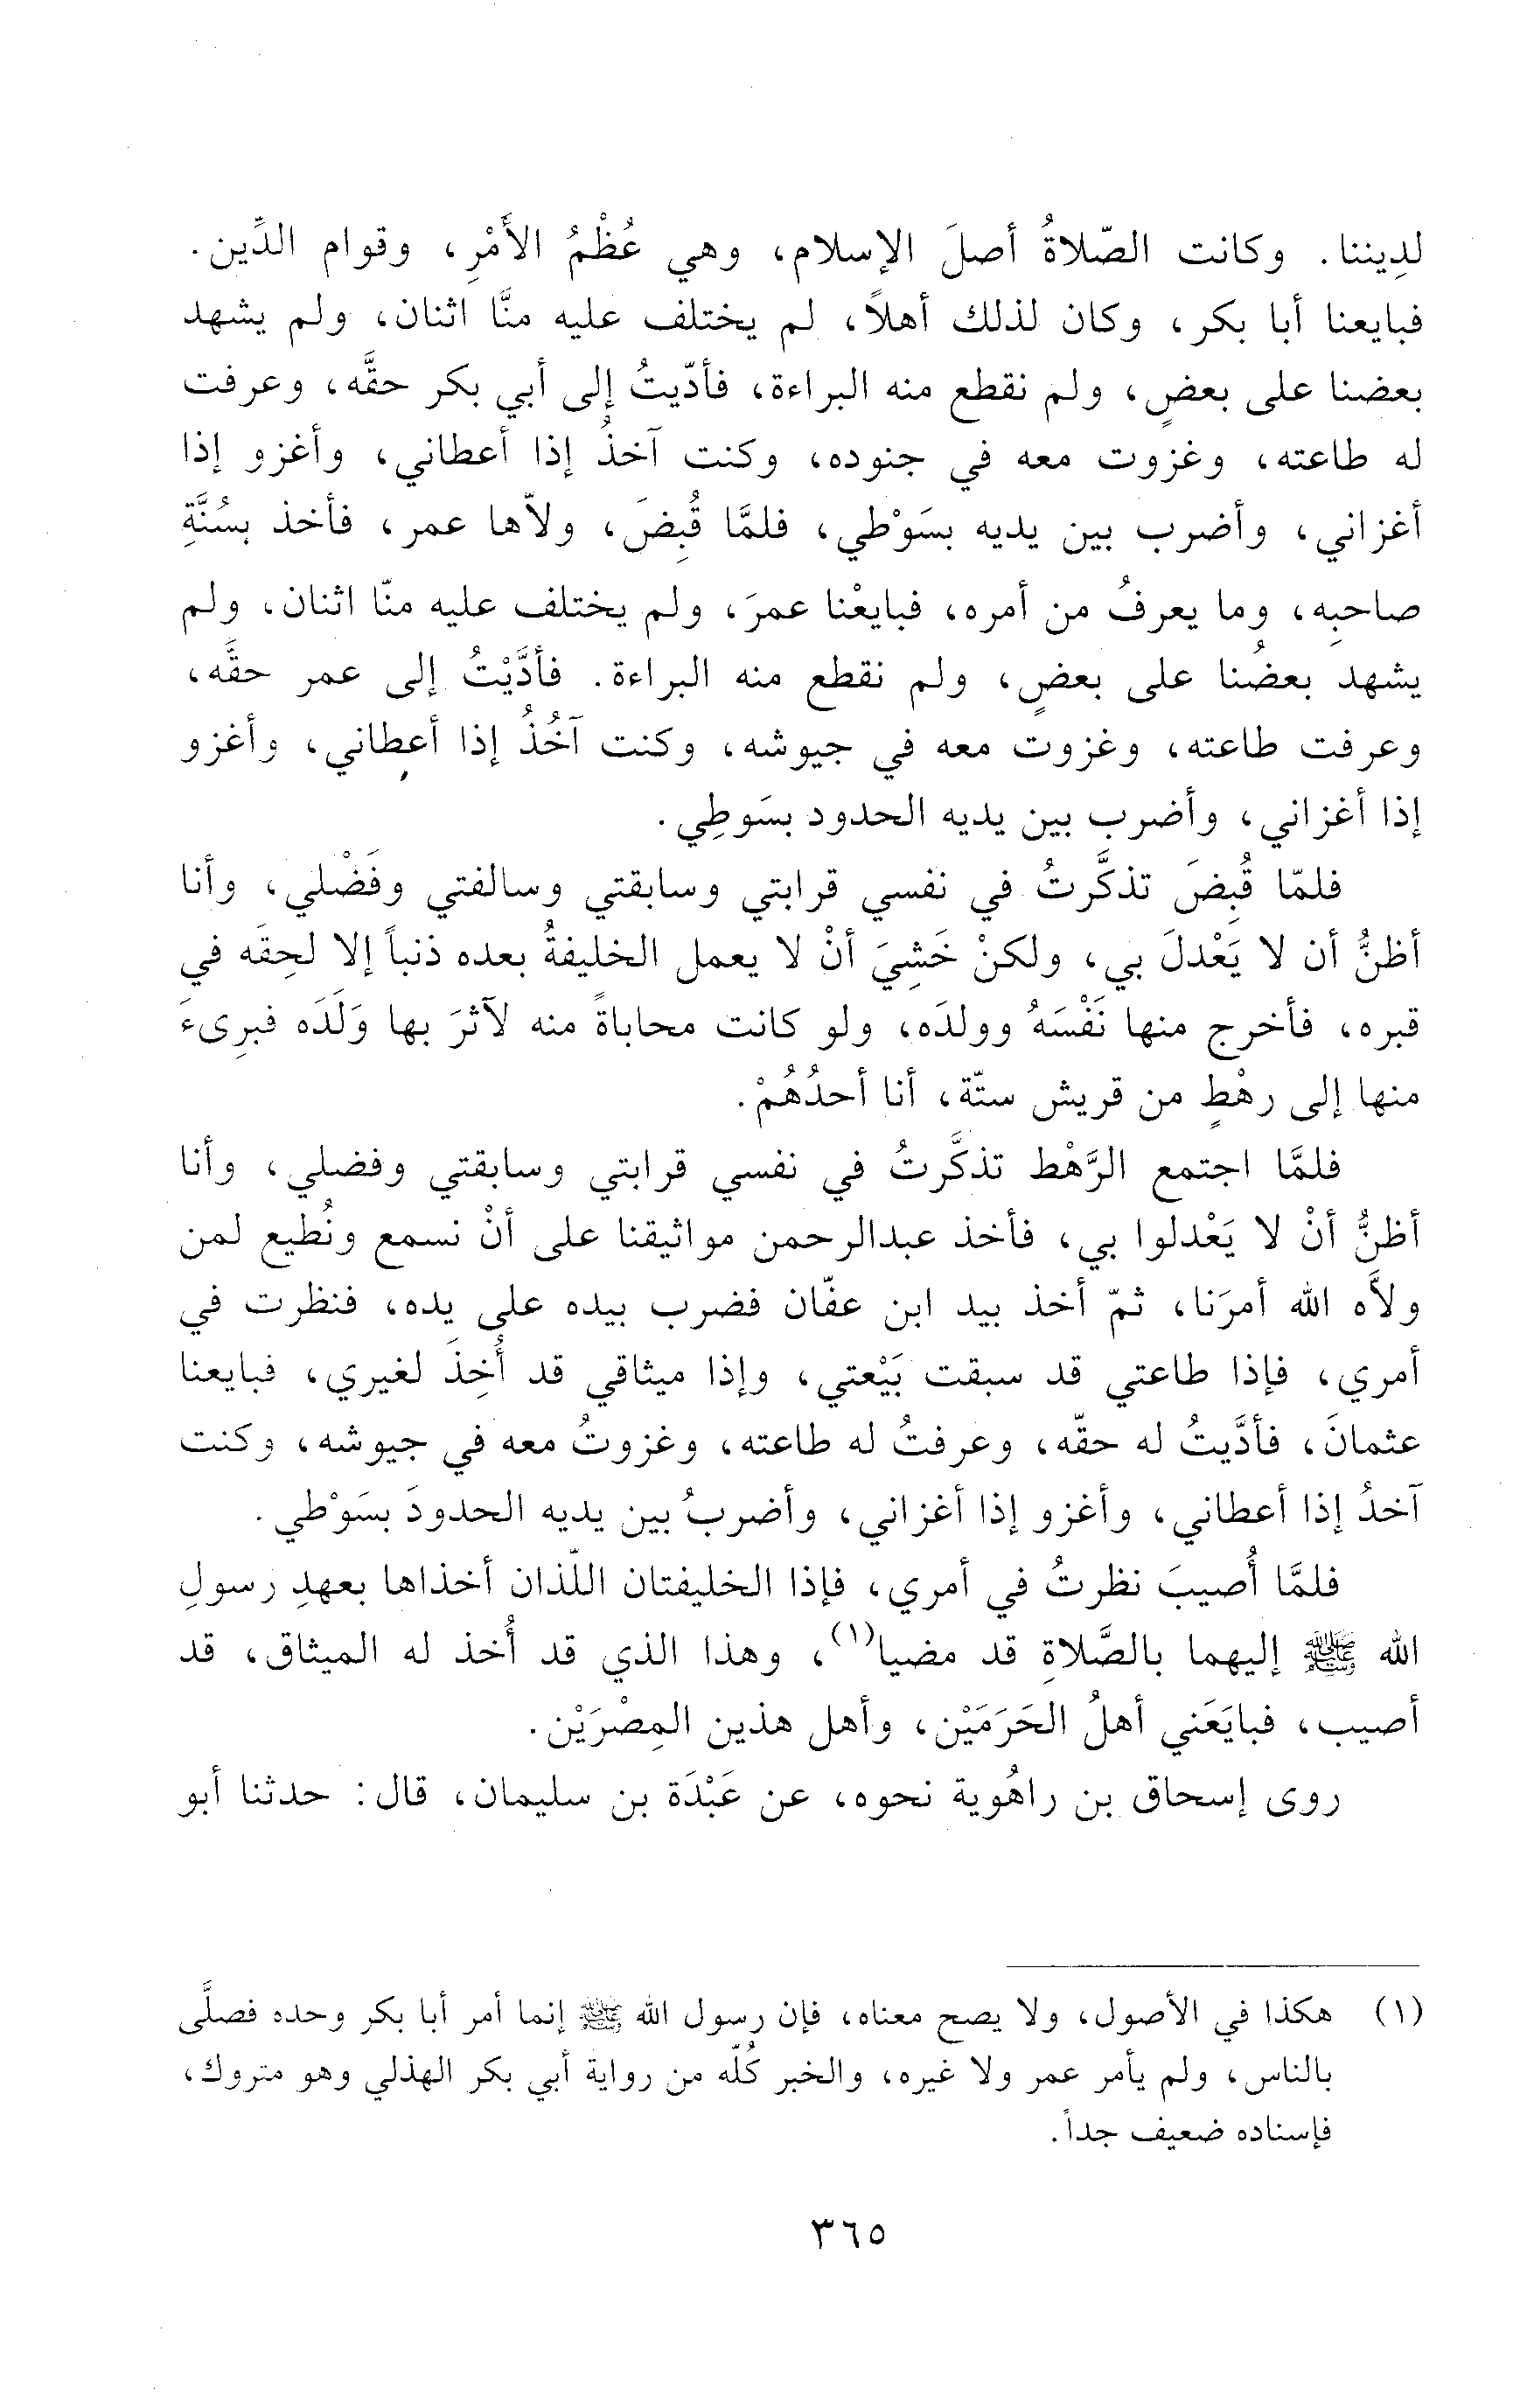 لدِيننا. وكانت الصّلاةُ أصلَ الإسلام، وهي عُظْمُ الأَمْرِ، وقوام الدِّين.
فبايعنا أبا بكر، وكان لذلك أهلاً، لم يختلف عليه منَّا اثنان، ولم يشهد
بعضنا على بعضٍ، ولم نقطع منه البراءة، فأدّيتُ إلى أبي بكر حقَّه، وعرفت
له طاعته، وغزوت معه في جنوده، وكنت آخذُ إذا أعطاني، وأغزو إذا
أغزاني، وأضرب بين يديه بسَوْطي، فلمَّا قُبِضَ، ولاّها عمر، فأخذ بسُنَّةِ
صاحبِه، وما يعرفُ من أمره، فبايعْنا عمرَ، ولم يختلف عليه منّا اثنان، ولم
يشهد بعضُنا على بعضٍ، ولم نقطع منه البراءة. فأدَّيْتُ إلى عمر حقَّه،
وعرفت طاعته، وغزوت معه في جيوشه، وكنت آخُذُ إذا أعطاني، وأغزو
إذا أغزاني، وأضرب بين يديه الحدود بسَوطِي.
فلمّا قُبِضَ تذكَّرتُ في نفسي قرابتي وسابقتي وسالفتي وفَضْلي، وأنا
أظنُّ أن لا يَعْدلَ بي، ولكنْ خَشِيَ أنْ لا يعمل الخليفةُ بعده ذنباً إلا لحِقَه في
قبره، فأخرج منها نَفْسَهُ وولدَه، ولو كانت محاباةً منه لآثرَ بها وَلَدَه فبرِىءَ
منها إلى رهْطٍ من قريش ستّة، أنا أحدُهُمْ.
فلمَّا اجتمع الرَّهْط تذكَّرتُ في نفسي قرابتي وسابقتي وفضلي، وأنا
أظنُّ أنْ لا يَعْدلوا بي، فأخذ عبدالرحمن مواثيقنا على أنْ نسمع ونُطيع لمن
ولاَّه الله أمرَنا، ثمّ أخذ بيد ابن عفّان فضرب بيده على يده، فنظرت في
أمري، فإذا طاعتي قد سبقت بَيْعتي، وإذا ميثاقي قد أُخِذَ لغيري، فبايعنا
عثمانَ، فأدَّيتُ له حقّه، وعرفتُ له طاعته، وغزوتُ معه في جيوشه، وكنت
آخذُ إذا أعطاني، وأغزو إذا أغزاني، وأضربُ بين يديه الحدودَ بسَوْطي.
فلمَّا أُصيبَ نظرتُ في أمري، فإذا الخليفتان اللّذان أخذاها بعهدِ رسولِ
الله ﷺ إليهما بالصَّلاةِ قد مضيا(١)، وهذا الذي قد أُخذ له الميثاق، قد
أصيب، فبايَعَني أهلُ الحَرَمَيْن، وأهل هذين المِصْرَيْن.
روى إسحاق بن راهُوية نحوه، عن عَبْدَة بن سليمان، قال: حدثنا أبو
(١) هكذا في الأصول، ولا يصح معناه، فإن رسول الله ﷺ إنما أمر أبا بكر وحده فصلَّى
بالناس، ولم يأمر عمر ولا غيره، والخبر كُلّه من رواية أبي بكر الهذلي وهو متروك،
فإسناده ضعيف جداً.
٣٦٥